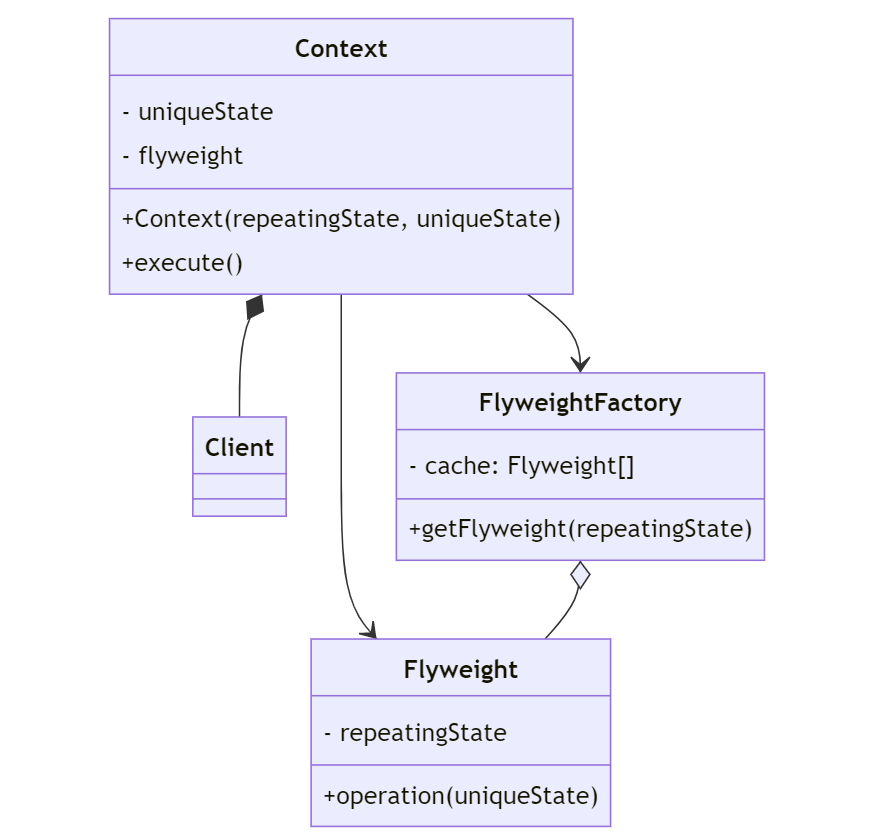 Context
- uniqueState
- flyweight
+Context(repeatingState, uniqueState)
+execute()
FlyweightFactory
- cache: Flyweight[]
+getFlyweight(repeatingState)
Client
Flyweight
- repeatingState
+operation(uniqueState)